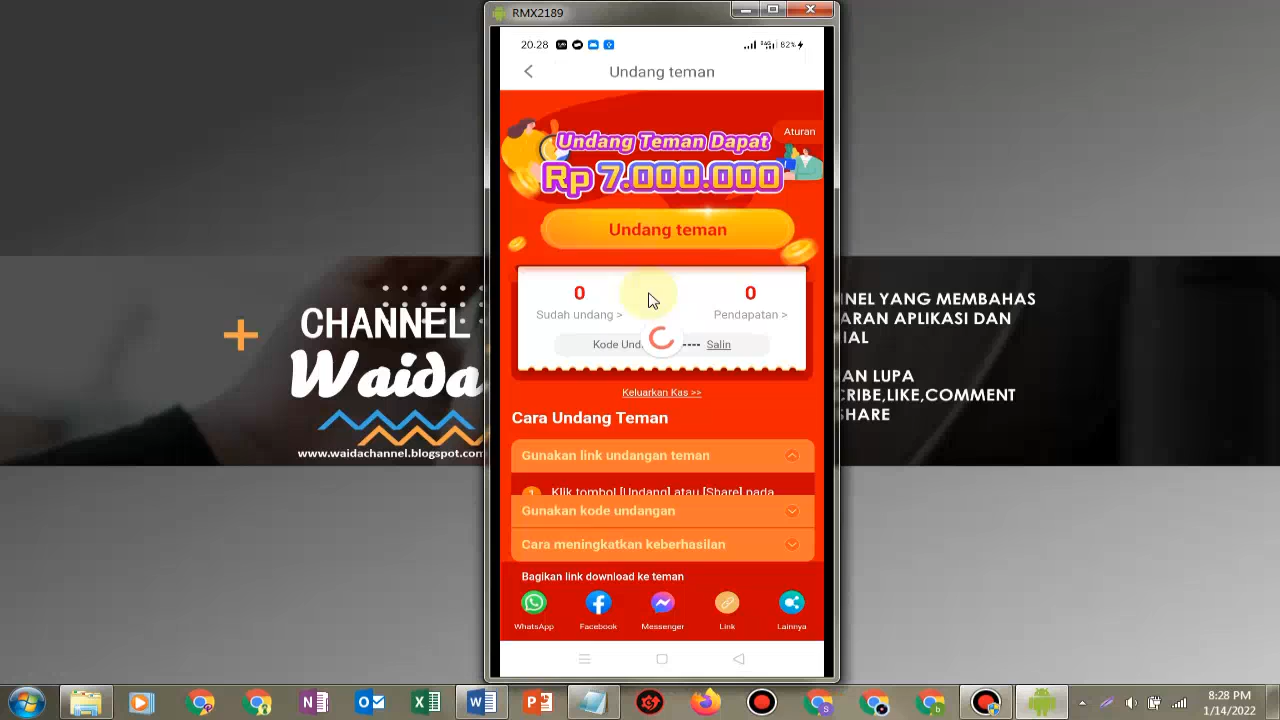 RMX2189
20.28
82%
Undang teman
Aturan
Undang Teman Dapat
Rp 7.000.000
Undang teman
0
0
Sudah undang >
Pendapatan >
Kode Und ---- Salin
Keluarkan Kas >>
Cara Undang Teman
Gunakan link undangan teman
1 Klik tombol [Undang] atau [Share] pada
Gunakan kode undangan
Cara meningkatkan keberhasilan
Bagikan link download ke teman
WhatsApp
Facebook
Messenger
Link
Lainnya
CHANNEL
Waida
www.waidachannel.blogspot.com
NNEL YANG MEMBAHAS
ARAN APLIKASI DAN
IAL
AN LUPA
CRIBE,LIKE,COMMENT
SHARE
8:28 PM
1/14/2022